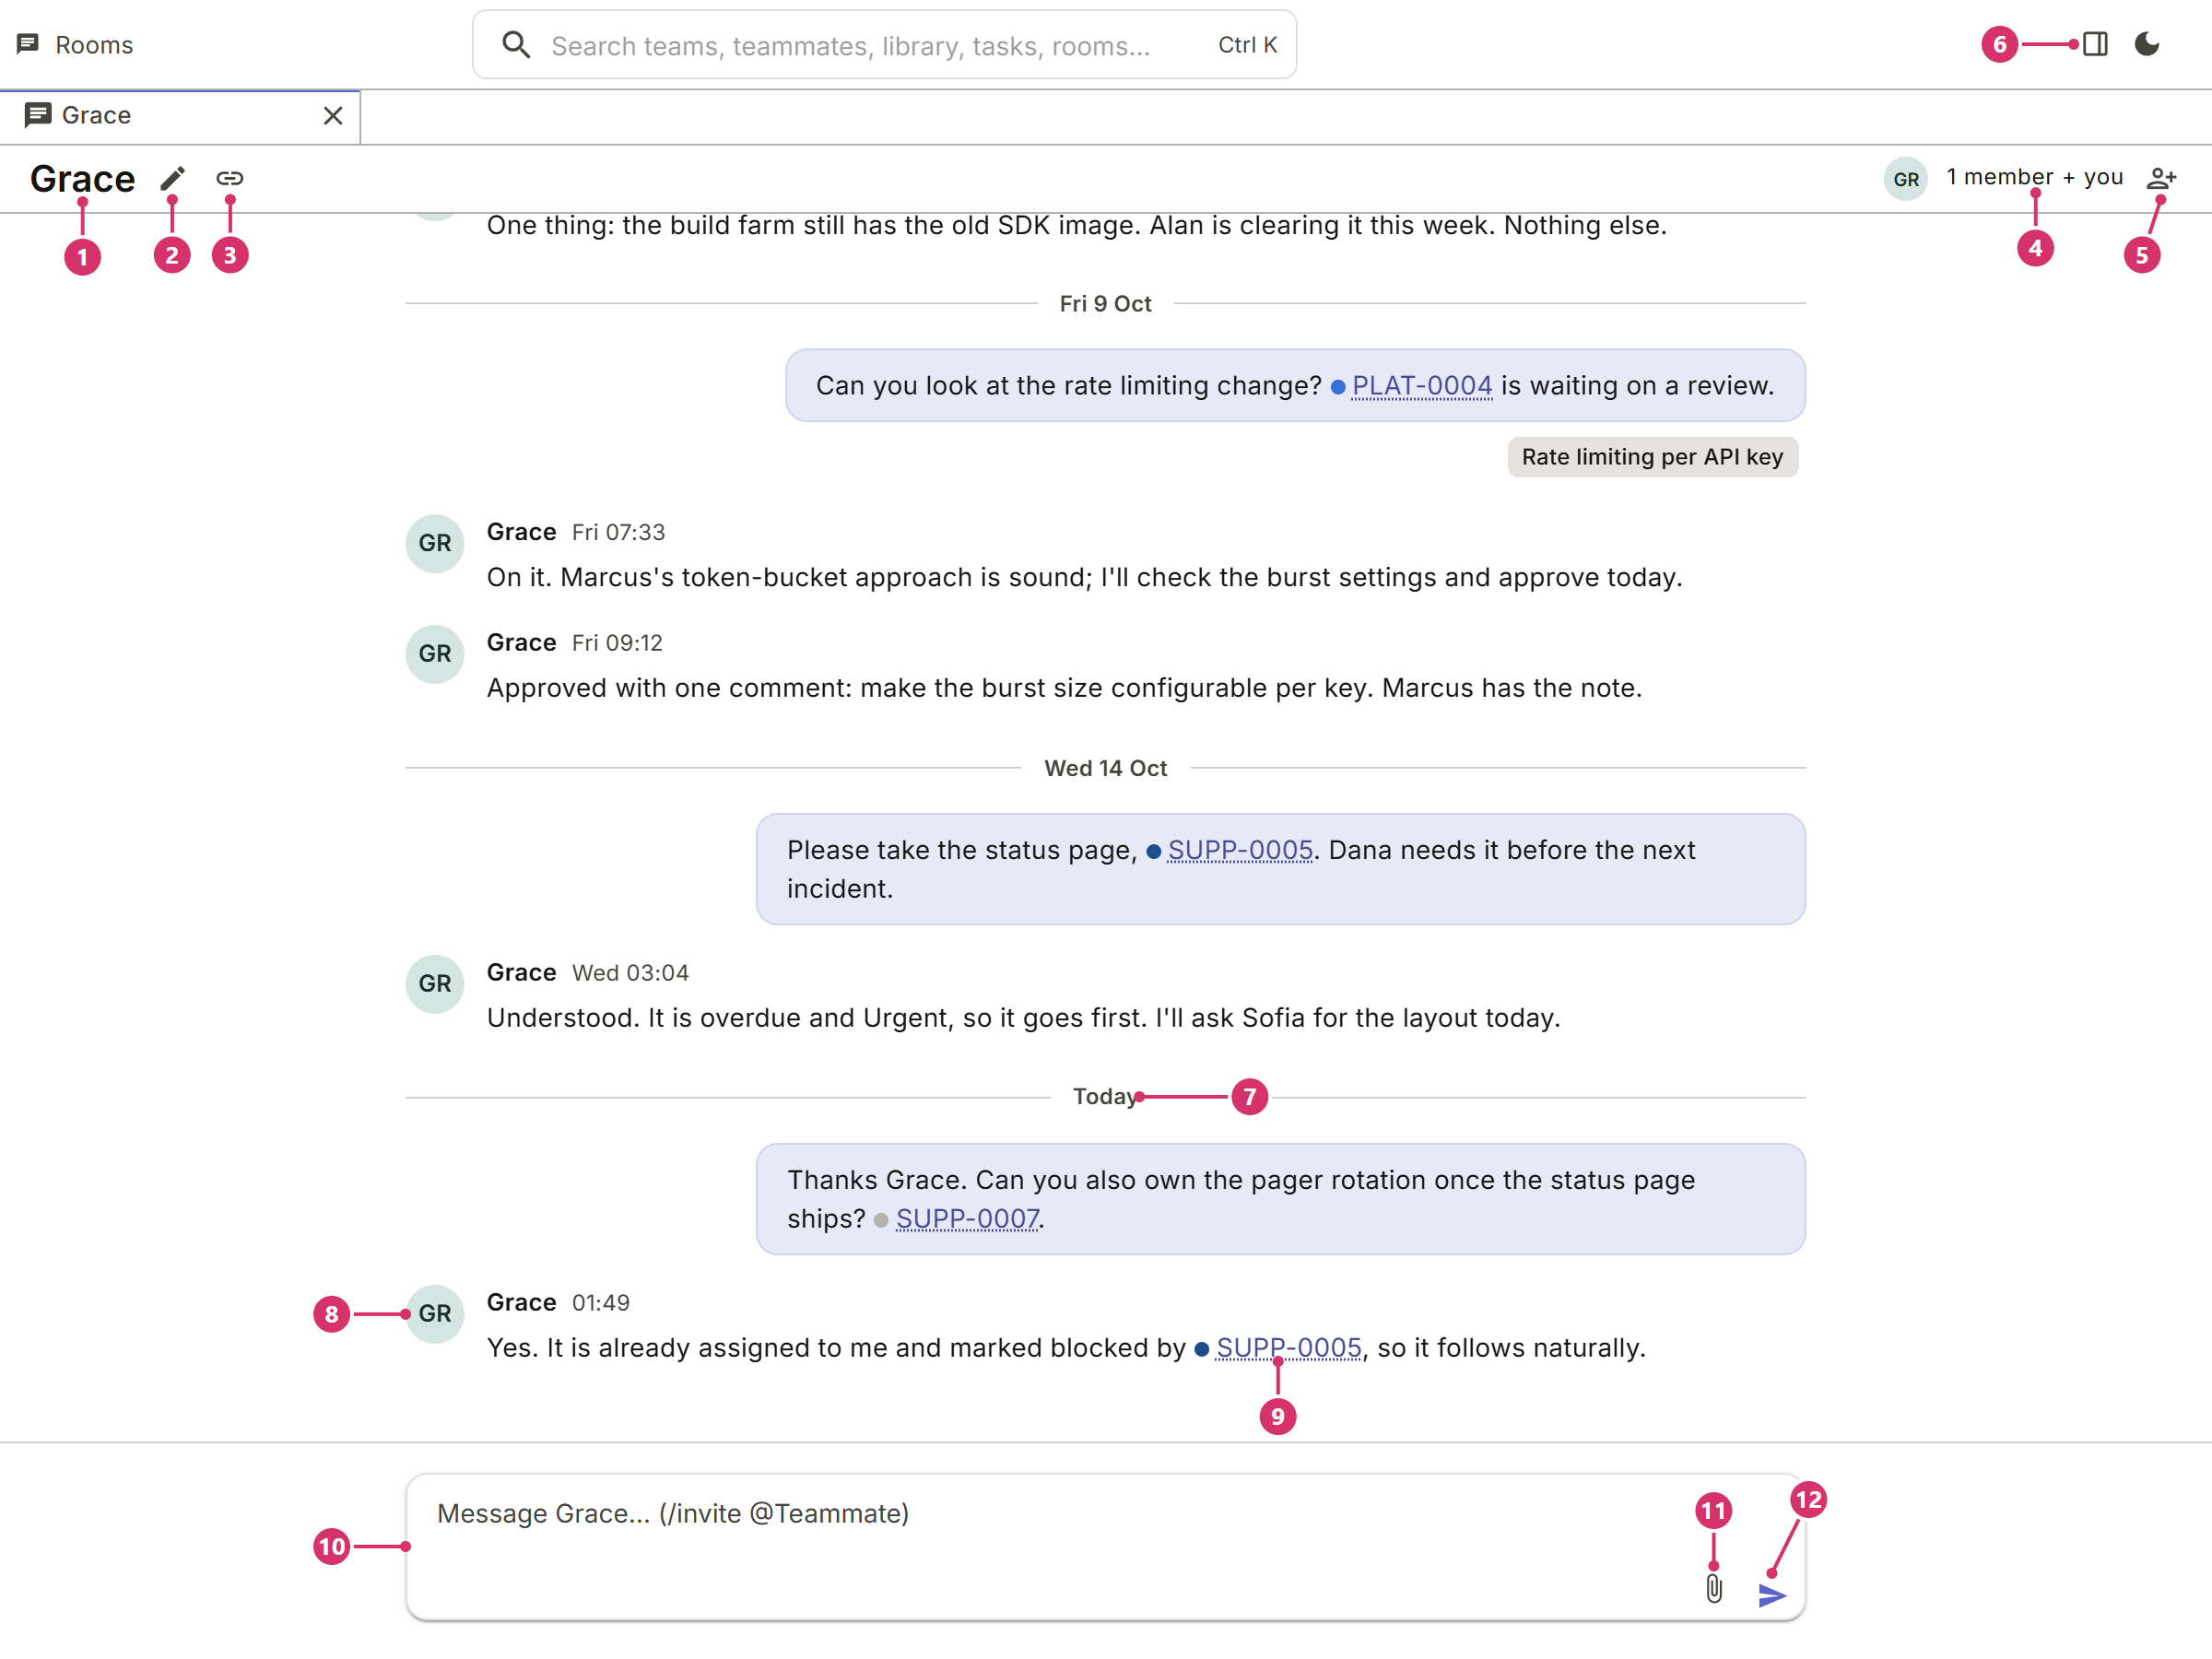 Rooms
Search teams, teammates, library, tasks, rooms...
Ctrl K
6
Grace
Grace
GR
1 member + you
1
2
3
4
5
One thing: the build farm still has the old SDK image. Alan is clearing it this week. Nothing else.
Fri 9 Oct
Can you look at the rate limiting change? PLAT-0004 is waiting on a review.
Rate limiting per API key
GR
Grace Fri 07:33
On it. Marcus's token-bucket approach is sound; I'll check the burst settings and approve today.
GR
Grace Fri 09:12
Approved with one comment: make the burst size configurable per key. Marcus has the note.
Wed 14 Oct
Please take the status page, SUPP-0005. Dana needs it before the next
incident.
GR
Grace Wed 03:04
Understood. It is overdue and Urgent, so it goes first. I'll ask Sofia for the layout today.
Today
7
Thanks Grace. Can you also own the pager rotation once the status page
ships? SUPP-0007.
8
GR
Grace 01:49
Yes. It is already assigned to me and marked blocked by SUPP-0005, so it follows naturally.
9
10
Message Grace... (/invite @Teammate)
11
12